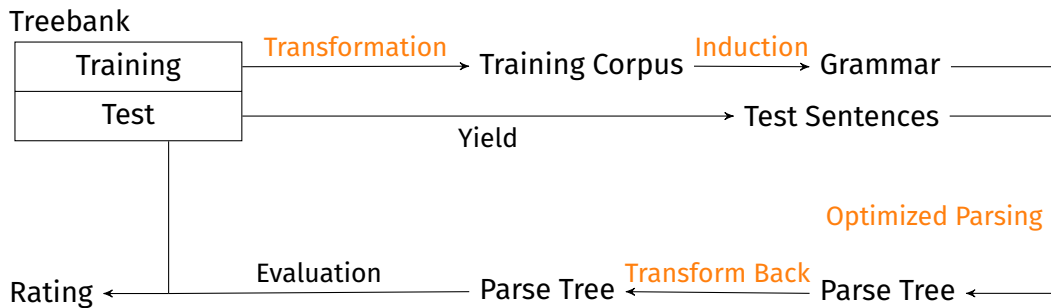 Treebank
Training
Transformation
Training Corpus
Induction
Grammar
Test
Yield
Test Sentences
Optimized Parsing
Rating
Evaluation
Parse Tree
Transform Back
Parse Tree